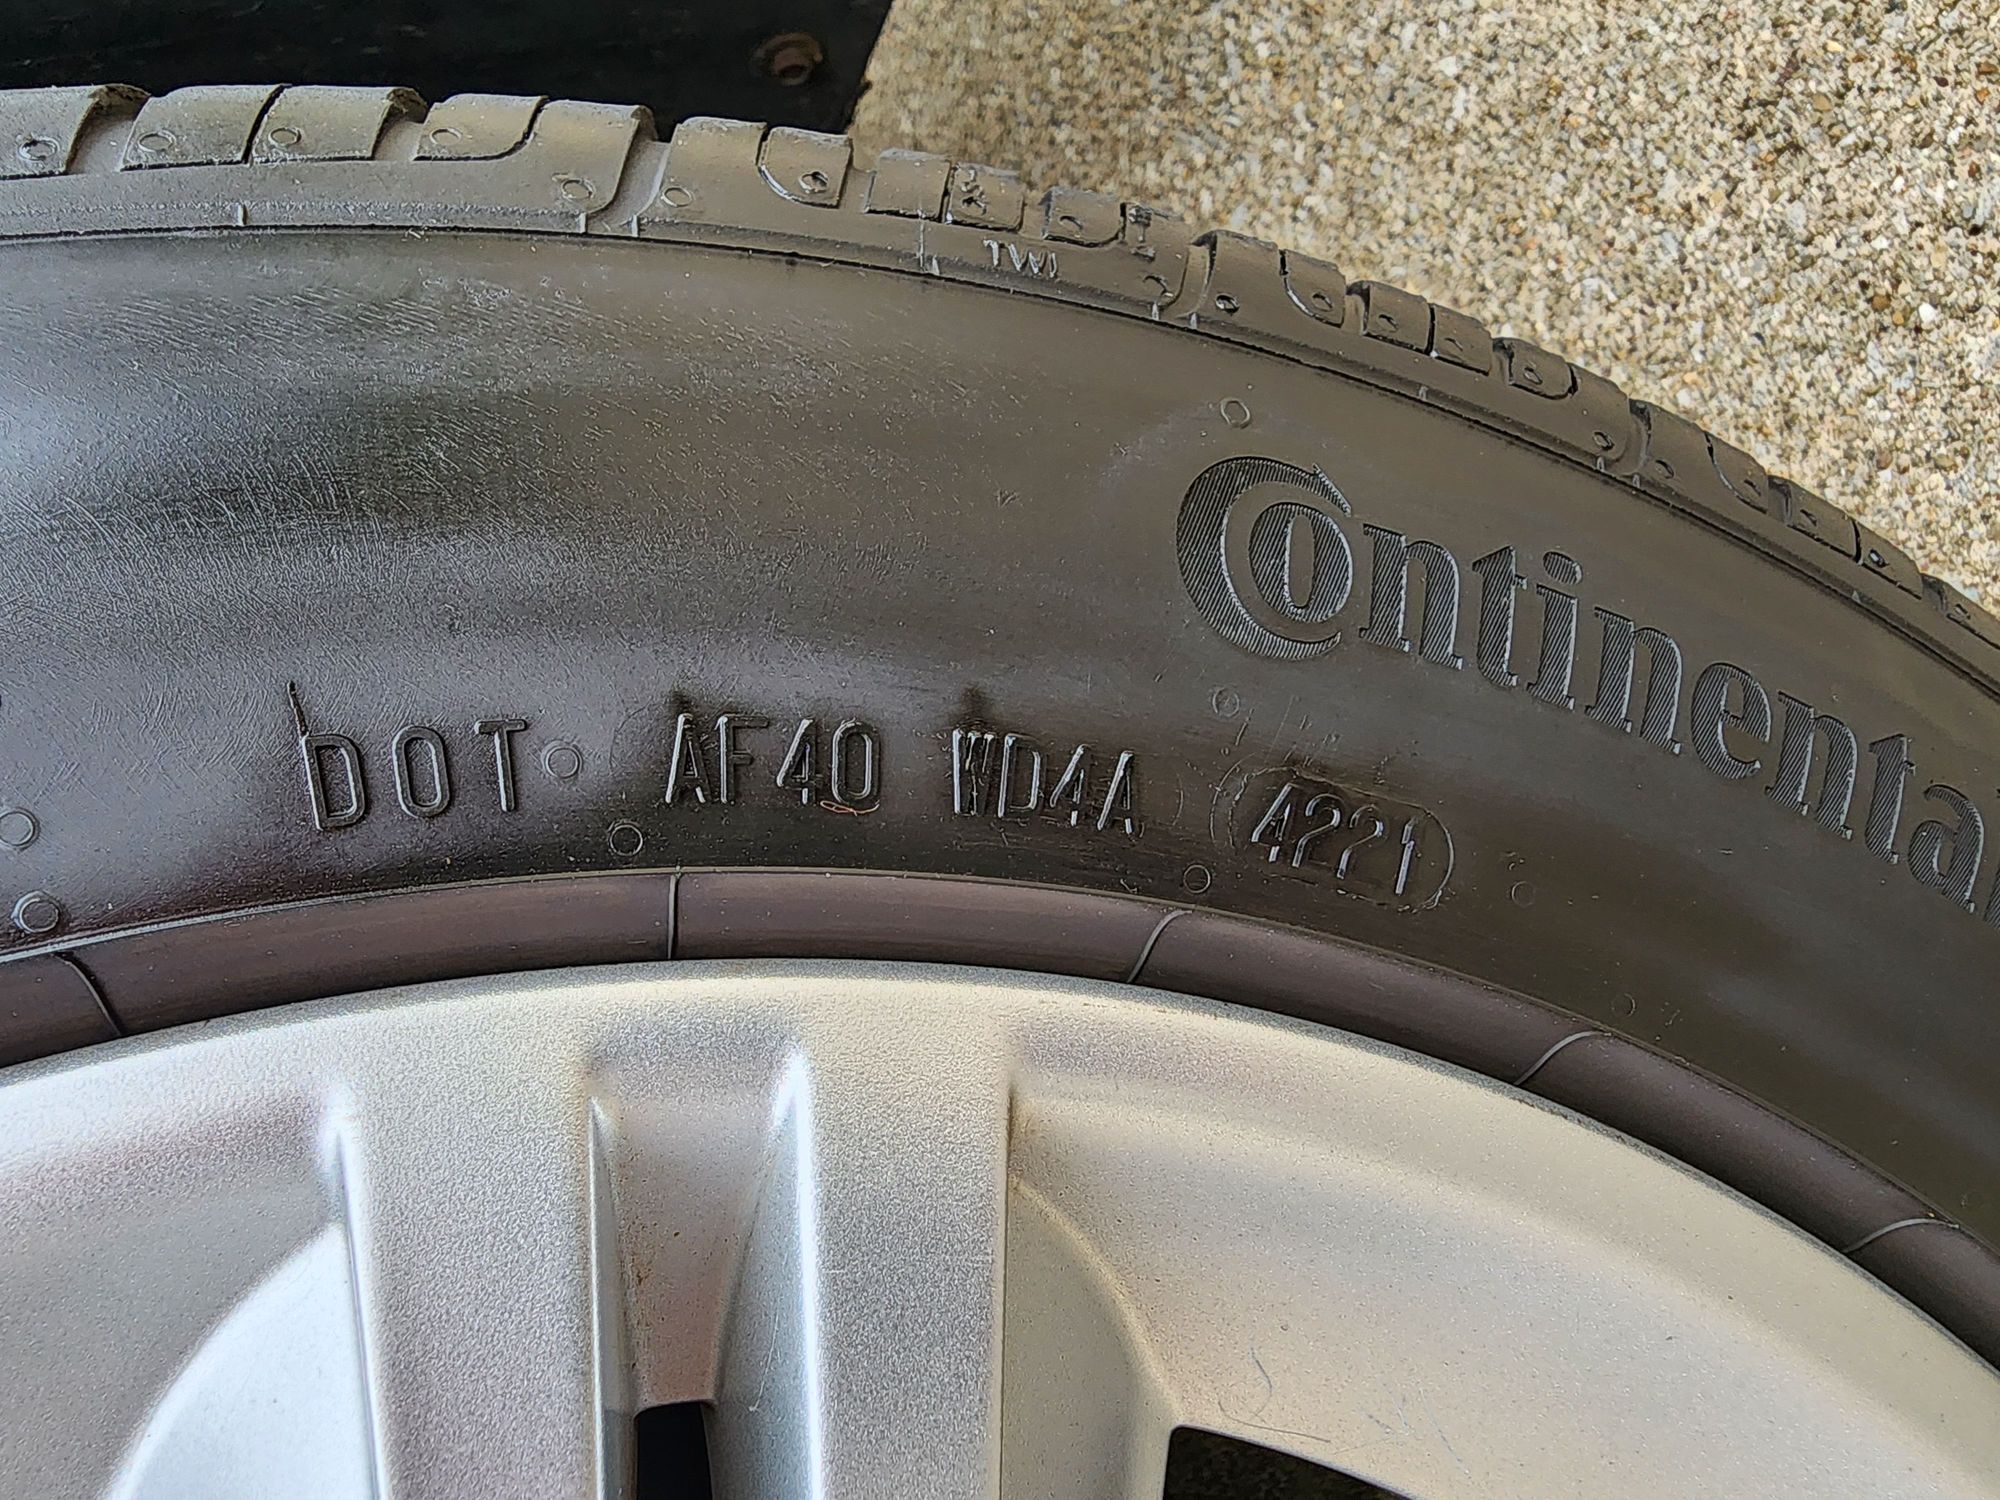 TWI
Continental
DOT AF40 WD4A 4221